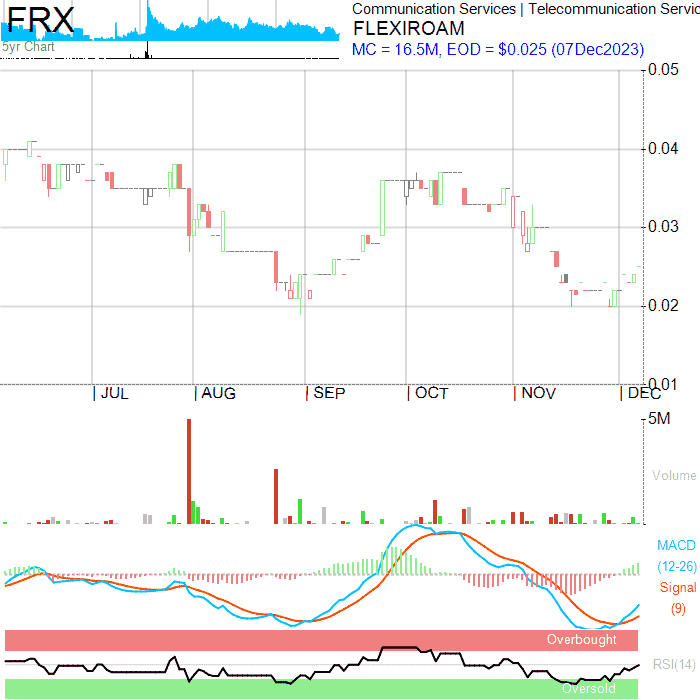 FRX
Communication Services | Telecommunication Servic
FLEXIROAM
5yr Chart
MC = 16.5M, EOD = $0.025 (07Dec2023)
0.05
0.04
0.03
0.02
0.01
JUL AUG SEP OCT NOV DEC
5M
Volume
MACD
(12-26)
Signal
(9)
Overbought
RSI(14)
Oversold